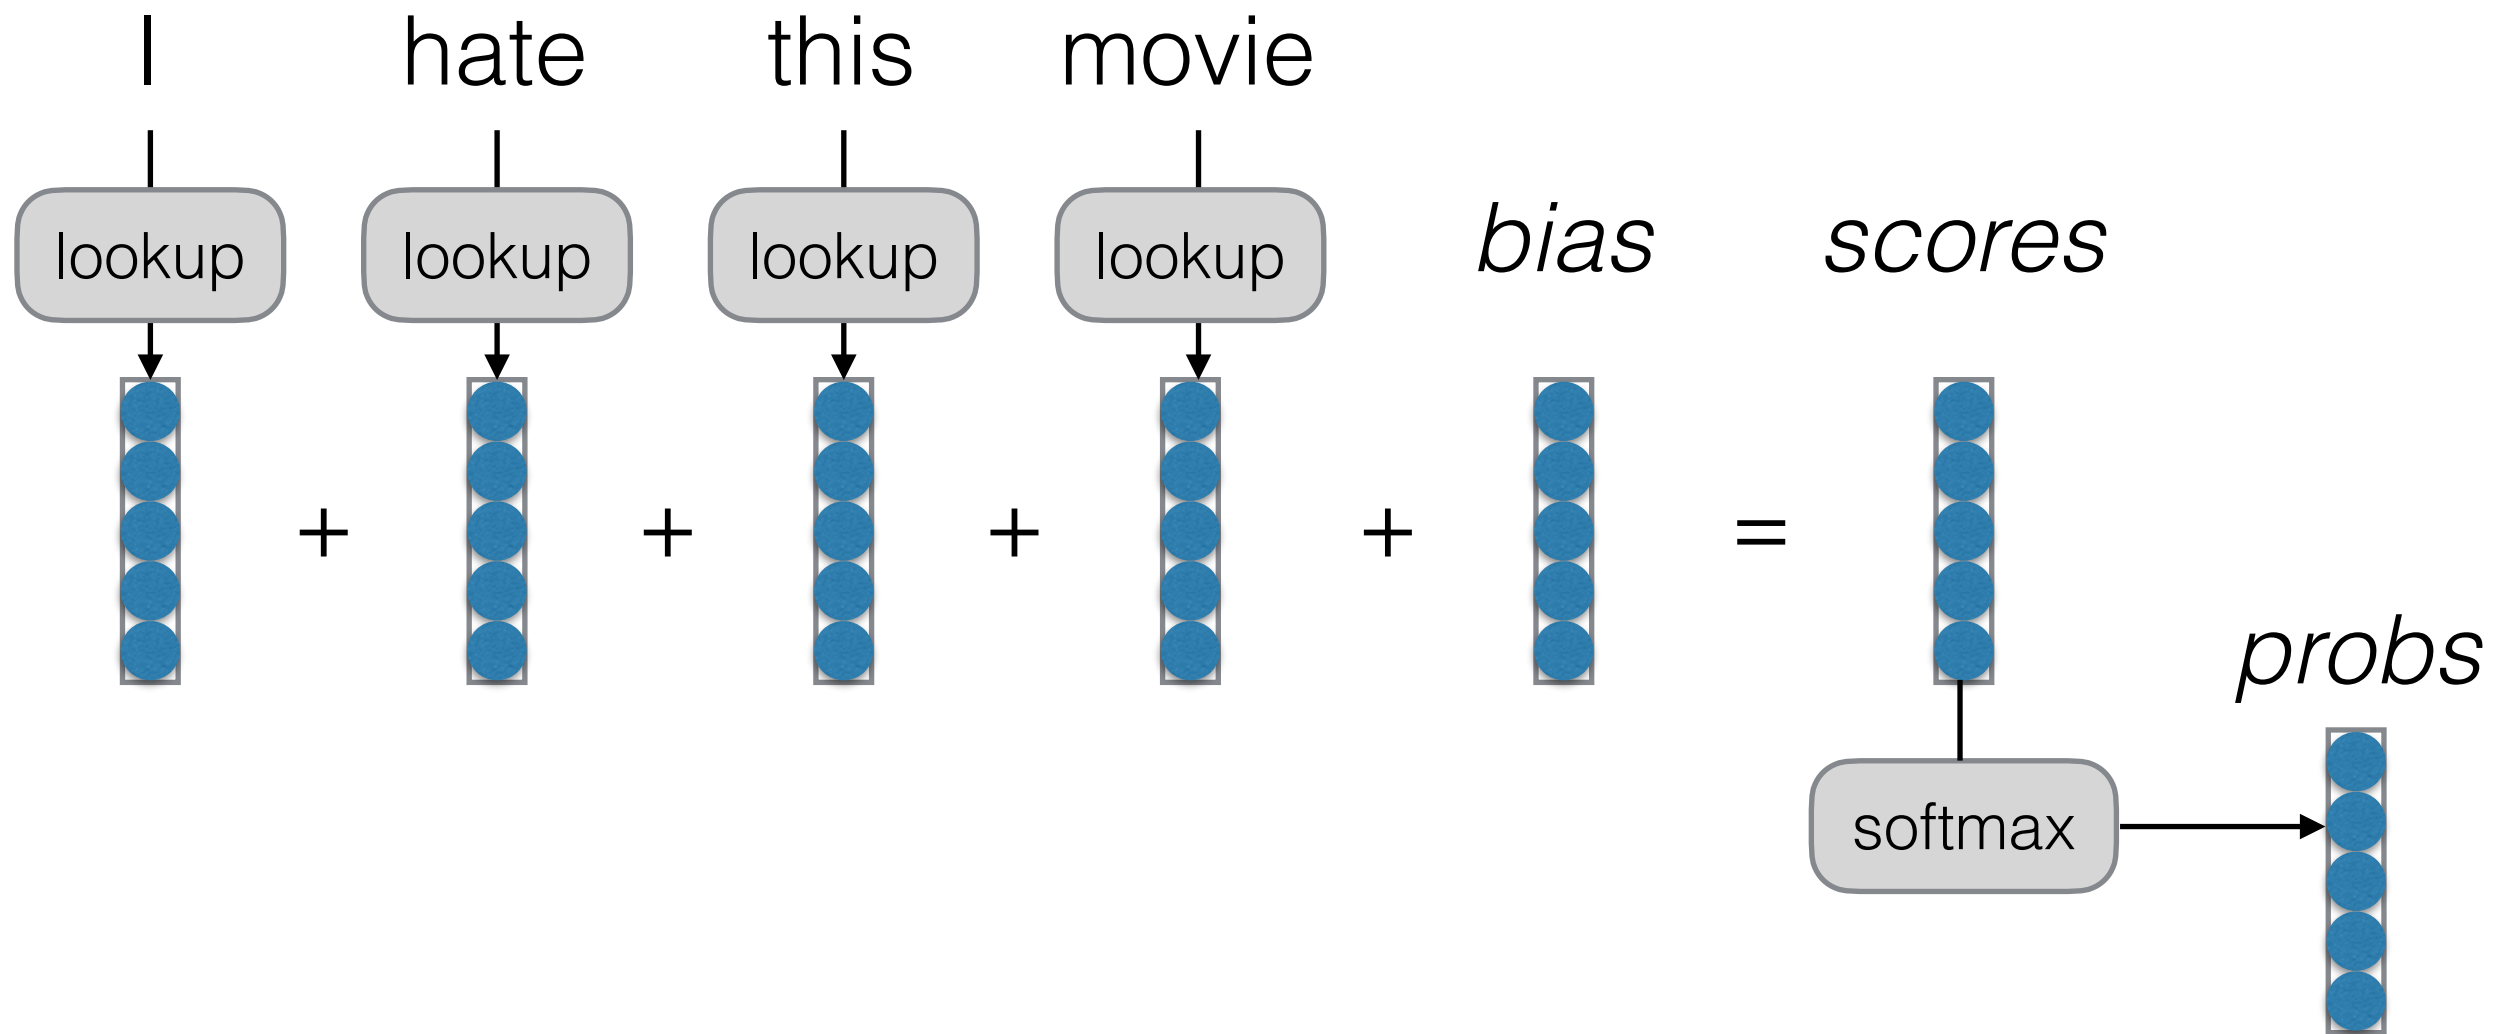 I hate this movie
lookup lookup lookup lookup bias scores
+ + + + =
probs
softmax